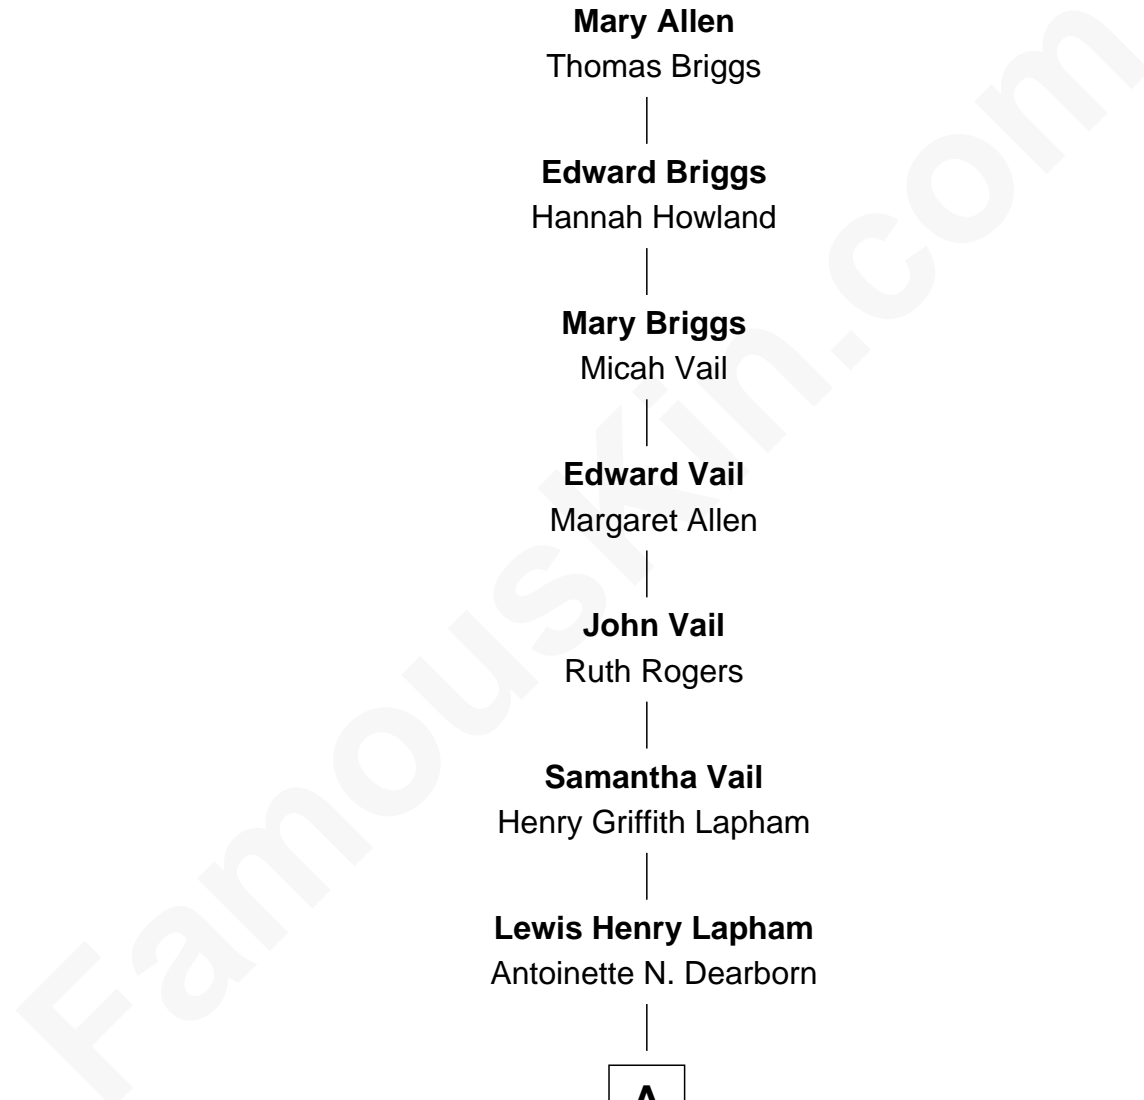 Mary Allen
Thomas Briggs
Edward Briggs
Hannah Howland
Mary Briggs
Micah Vail
Edward Vail
Margaret Allen
John Vail
Ruth Rogers
Samantha Vail
Henry Griffith Lapham
Lewis Henry Lapham
Antoinette N. Dearborn
A
FamousKin.com